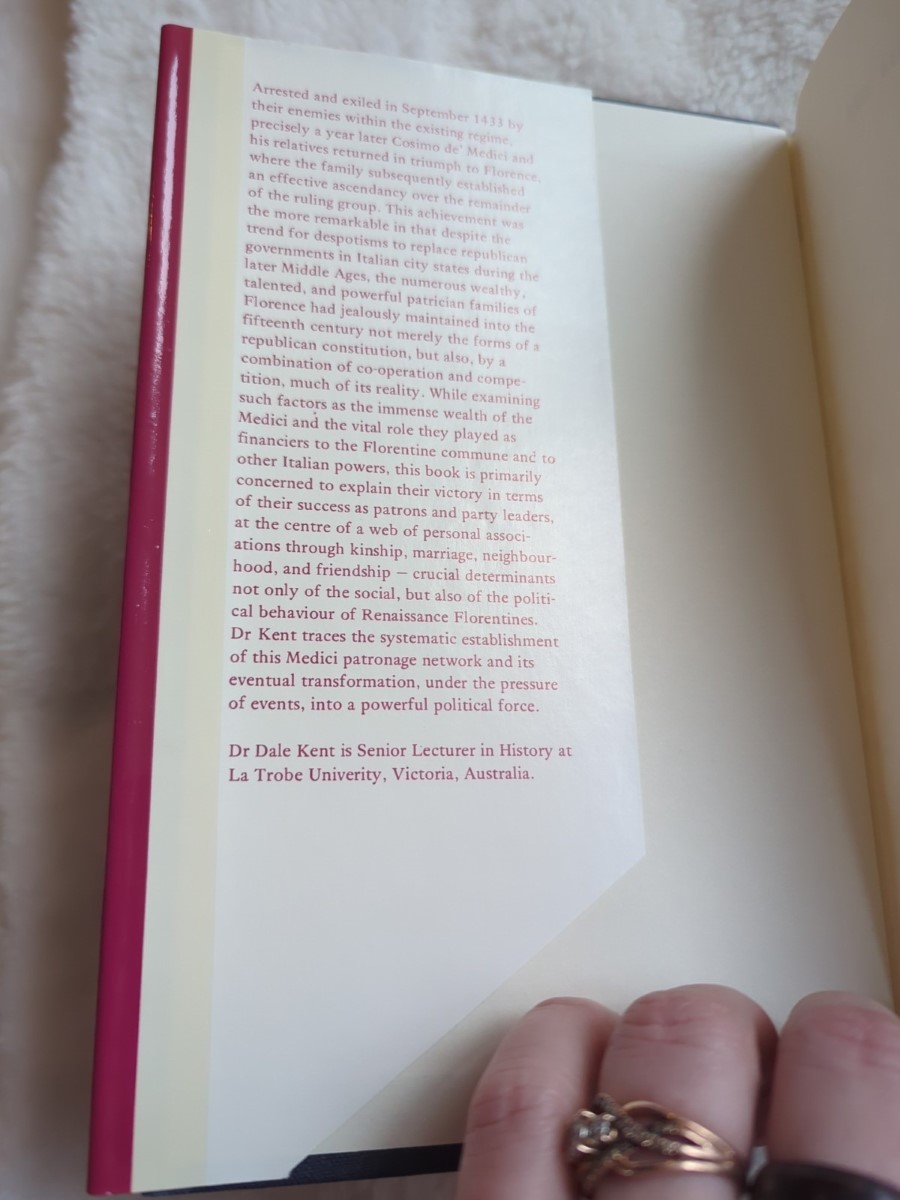 Arrested and exiled in September 1433 by
their enemies within the existing regime,
precisely a year later Cosimo de' Medici and
his relatives returned in triumph to Florence,
where the family subsequently established
an effective ascendancy over the remainder
of the ruling group. This achievement was
the more remarkable in that despite the
trend for despotisms to replace republican
governments in Italian city states during the
later Middle Ages, the numerous wealthy,
talented, and powerful patrician families of
Florence had jealously maintained into the
fifteenth century not merely the forms of a
republican constitution, but also, by a
combination of co-operation and compe-
tition, much of its reality. While examining
such factors as the immense wealth of the
Medici and the vital role they played as
financiers to the Florentine commune and to
other Italian powers, this book is primarily
concerned to explain their victory in terms
of their success as patrons and party leaders,
at the centre of a web of personal associ-
ations through kinship, marriage, neighbour-
hood, and friendship – crucial determinants
not only of the social, but also of the politi-
cal behaviour of Renaissance Florentines.
Dr Kent traces the systematic establishment
of this Medici patronage network and its
eventual transformation, under the pressure
of events, into a powerful political force.
Dr Dale Kent is Senior Lecturer in History at
La Trobe Univerity, Victoria, Australia.